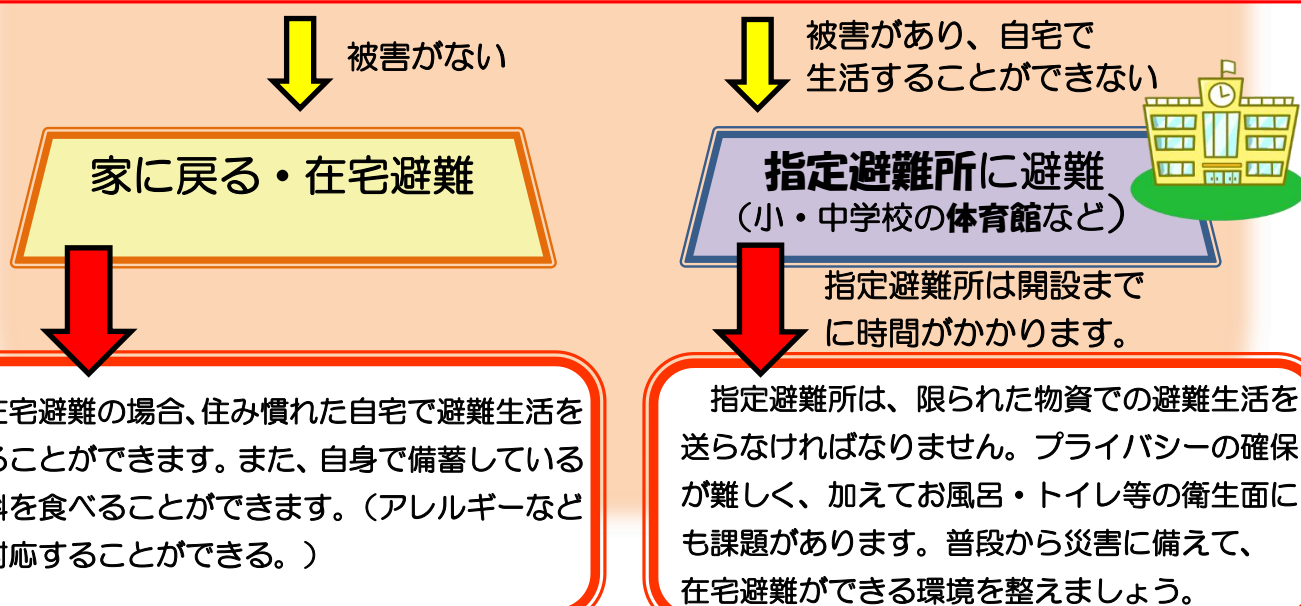 被害がない
家に戻る・在宅避難
宅避難の場合、住み慣れた自宅で避難生活を
ることができます。また、自身で備蓄している
を食べることができます。（アレルギーなど
応することができる。）
被害があり、自宅で
生活することができない
指定避難所に避難
（小・中学校の体育館など）
指定避難所は開設まで
に時間がかかります。
指定避難所は、限られた物資での避難生活を
送らなければなりません。プライバシーの確保
が難しく、加えてお風呂・トイレ等の衛生面に
も課題があります。普段から災害に備えて、
在宅避難ができる環境を整えましょう。